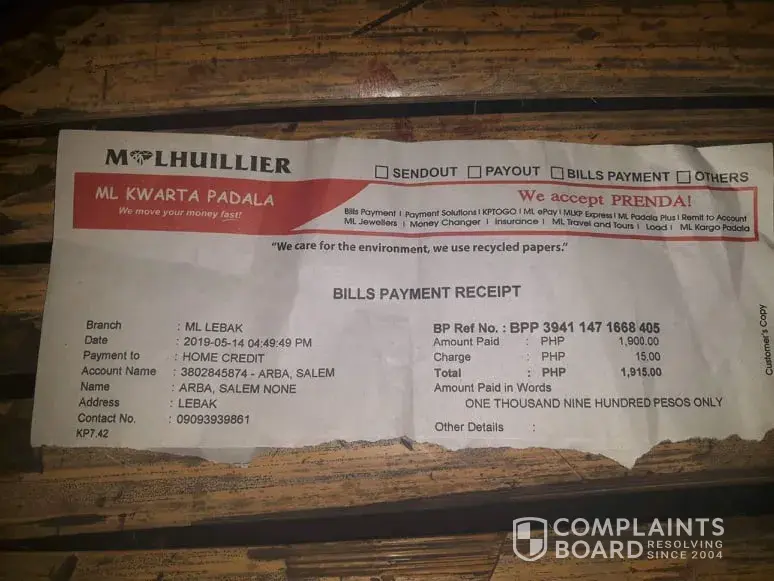 M LHUILLIER
☐ SENDOUT ☐ PAYOUT ☐ BILLS PAYMENT ☐ OTHERS
ML KWARTA PADALA
We move your money fast!
We accept PRENDA!
Bills Payment I Payment Solutions I KPTOGO I ML ePay I MLKP Express I ML Padala Plus I Remit to Account
ML Jewellers I Money Changer I Insurance I ML Travel and Tours I Load I ML Kargo Padala
"We care for the environment, we use recycled papers."
BILLS PAYMENT RECEIPT
Branch : ML LEBAK
Date : 2019-05-14 04:49:49 PM
Payment to : HOME CREDIT
Account Name : 3802845874 - ARBA, SALEM
Name : ARBA, SALEM NONE
Address : LEBAK
Contact No. : 09093939861
KP7.42
BP Ref No. : BPP 3941 147 1668 405
Amount Paid : PHP 1,900.00
Charge : PHP 15.00
Total : PHP 1,915.00
Amount Paid in Words
ONE THOUSAND NINE HUNDRED PESOS ONLY
Other Details :
Customer's Copy
COMPLAINTS
BOARD RESOLVING
SINCE 2004